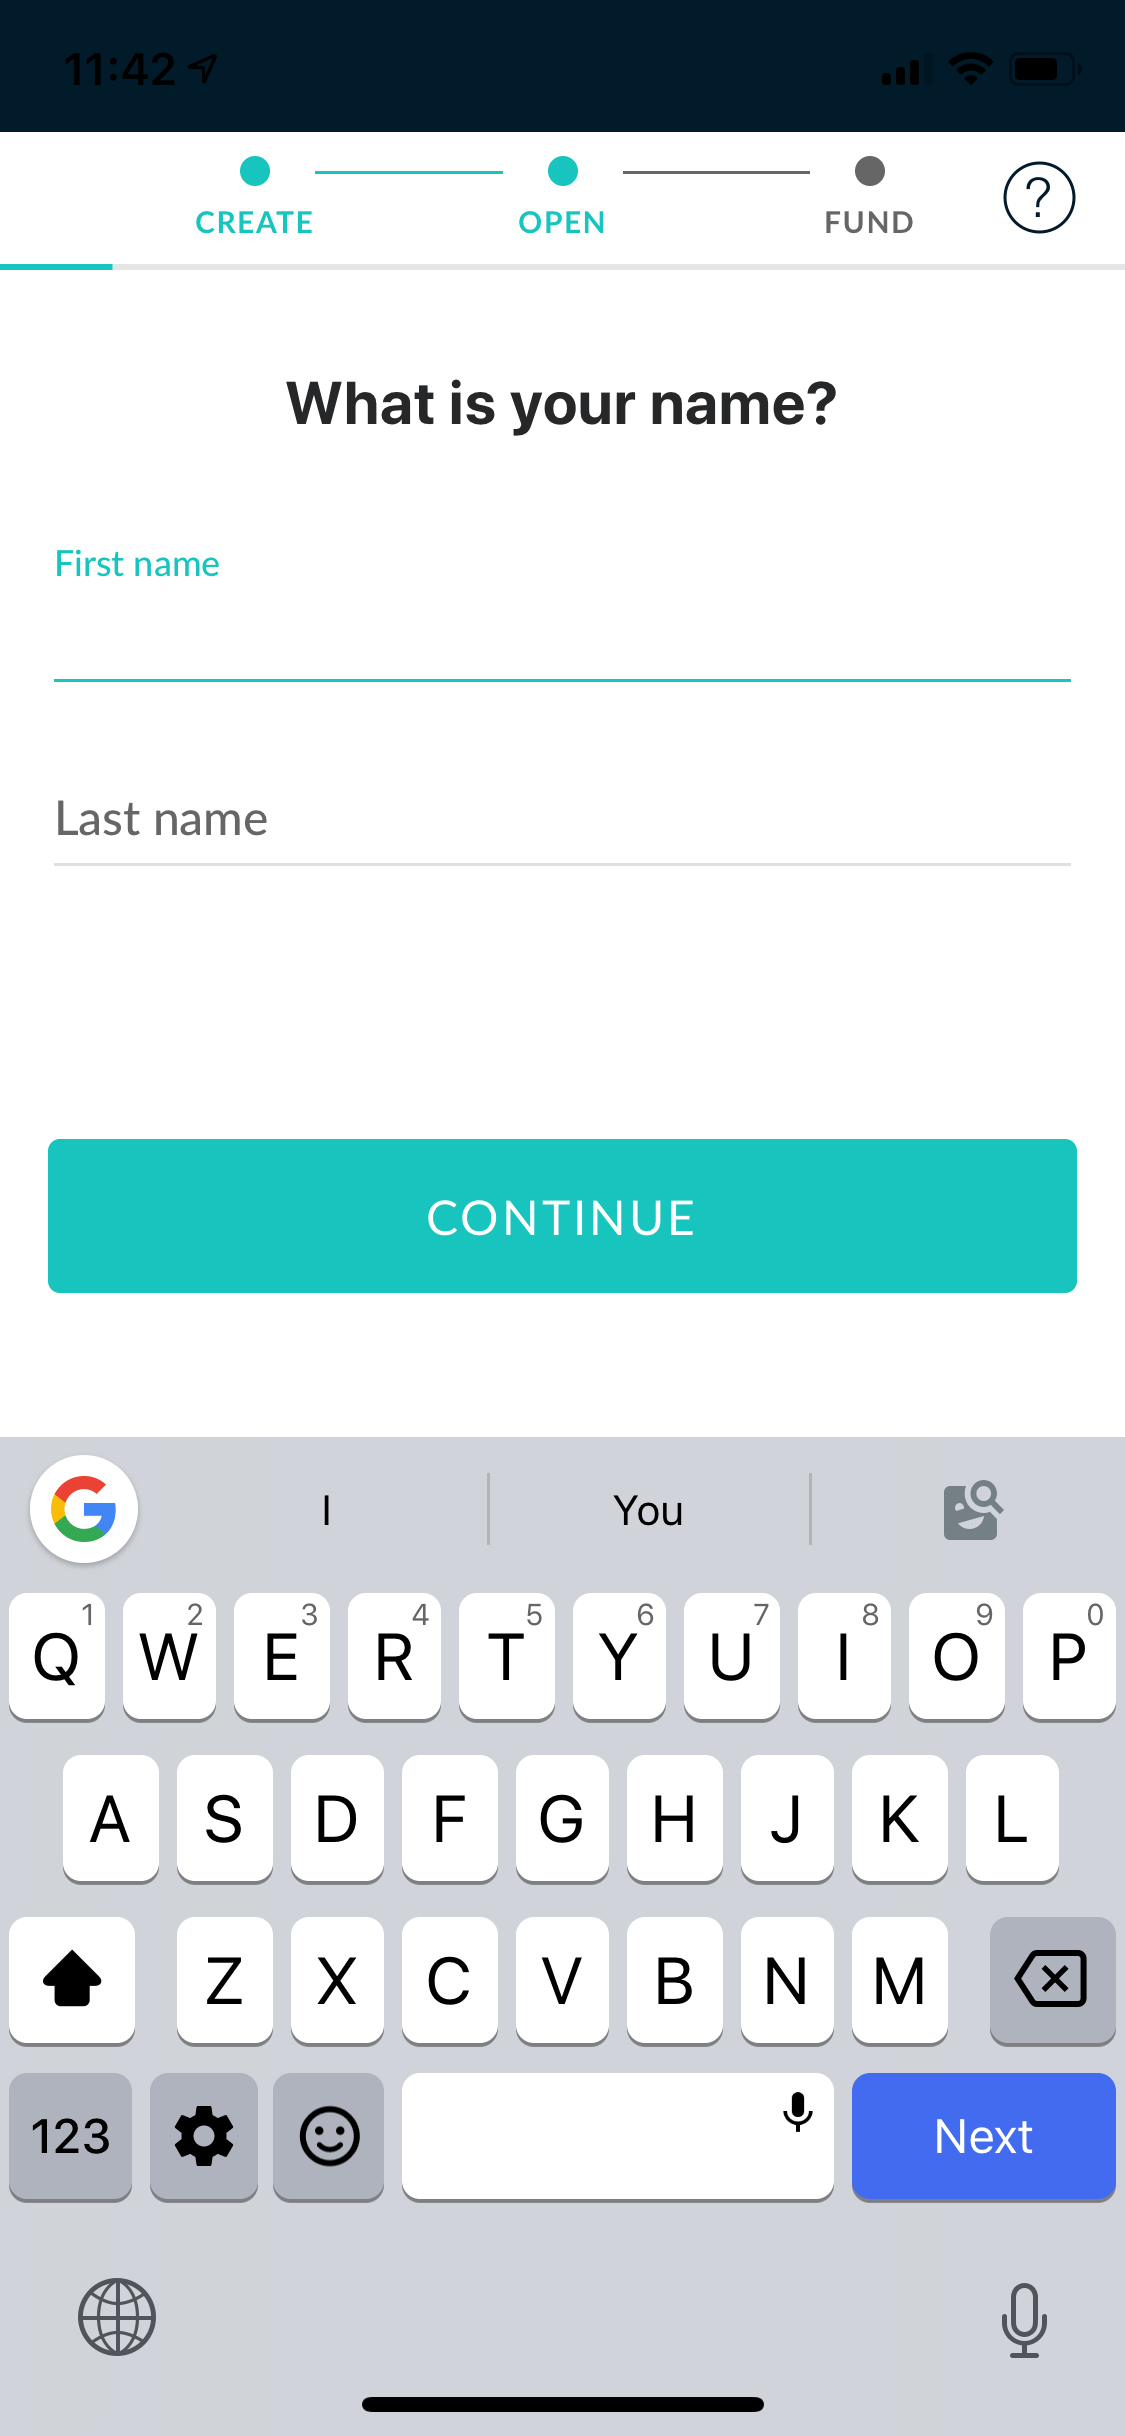 11:42
CREATE OPEN FUND ?
What is your name?
First name
Last name
CONTINUE
G I You
Q 1 W 2 E 3 R 4 T 5 Y 6 U 7 I 8 O 9 P 0
A S D F G H J K L
Z X C V B N M
123 Next